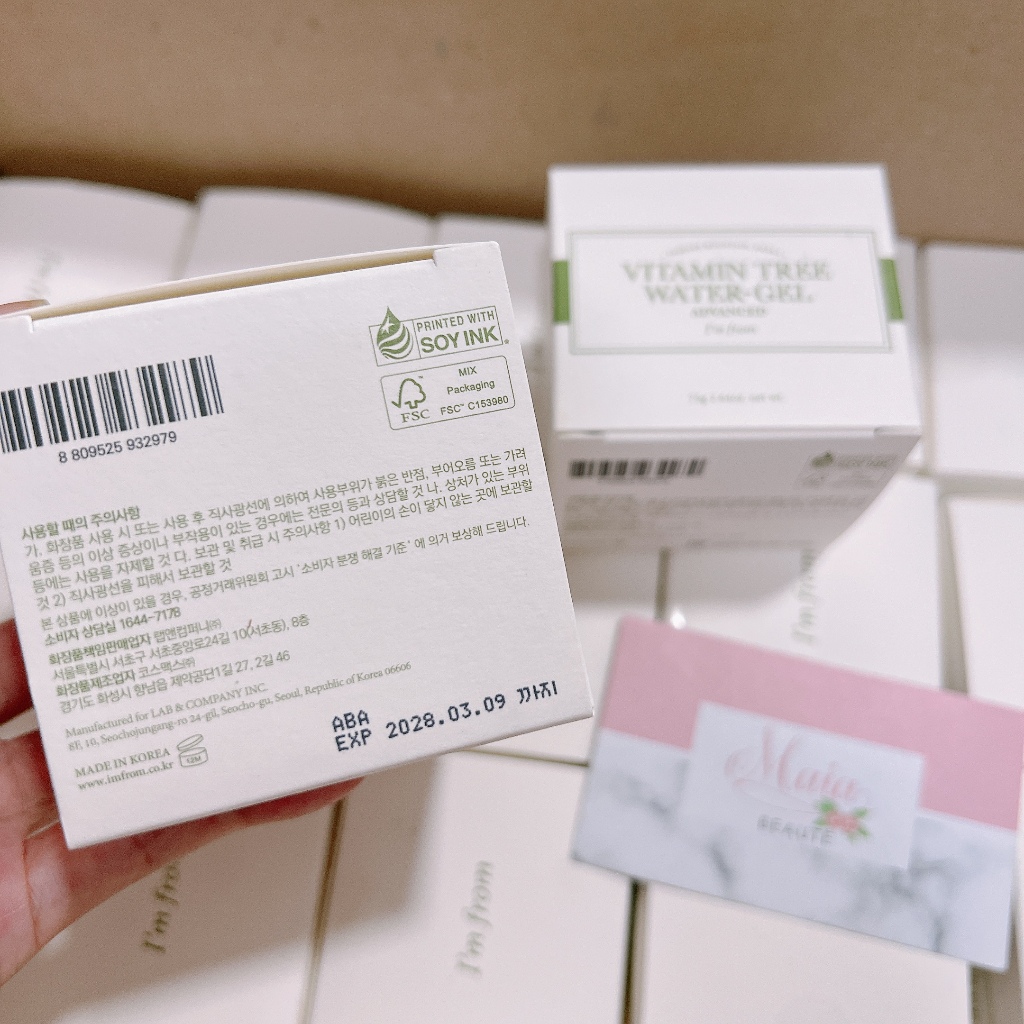 PRINTED WITH
SOY INK
MIX
Packaging
FSC™ C153980
FSC
8 809525 932979
사용할 때의 주의사항
가. 화장품 사용 시 또는 사용 후 직사광선에 의하여 사용부위가 붉은 반점, 부어오름 또는 가려
움증 등의 이상 증상이나 부작용이 있는 경우에는 전문의 등과 상담할 것 나. 상처가 있는 부위
등에는 사용을 자제할 것 다. 보관 및 취급 시 주의사항 1) 어린이의 손이 닿지 않는 곳에 보관할
것 2) 직사광선을 피해서 보관할 것
본 상품에 이상이 있을 경우, 공정거래위원회 고시 '소비자 분쟁 해결 기준' 에 의거 보상해 드립니다.
소비자 상담실 1644-7178
화장품책임판매업자 랩앤컴퍼니㈜
서울특별시 서초구 서초중앙로24길 10(서초동), 8층
화장품제조업자 코스맥스㈜
경기도 화성시 향남읍 제약공단1길 27, 2길 46
Manufactured for LAB & COMPANY INC.
8F, 10, Seochojungang-ro 24-gil, Seocho-gu, Seoul, Republic of Korea 06606
MADE IN KOREA
www.imfrom.co.kr
12M
ABA
EXP 2028.03.09 까지
VITAMIN TREE
WATER-GEL
ADVANCED
I'm from
SOY INK
I'm from
I'm from
I'm from
Maia
BEAUTÉ